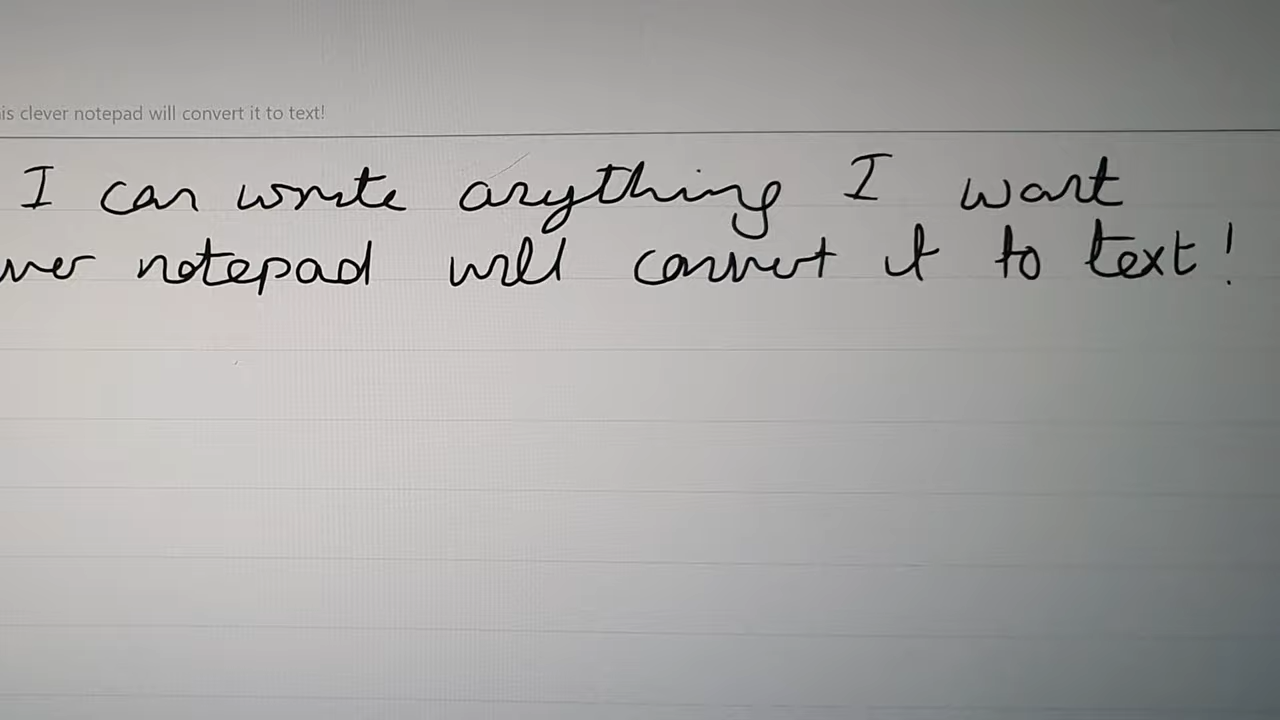 is clever notepad will convert it to text!
I can write anything I want
ver notepad will convert it to text!